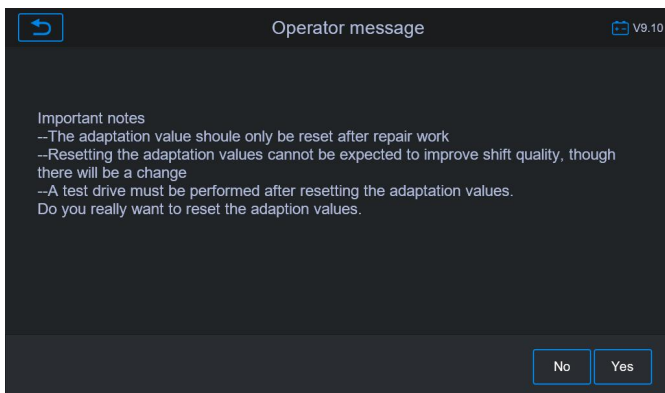 Operator message
V9.10
Important notes
--The adaptation value shoule only be reset after repair work
--Resetting the adaptation values cannot be expected to improve shift quality, though
there will be a change
--A test drive must be performed after resetting the adaptation values.
Do you really want to reset the adaption values.
No
Yes